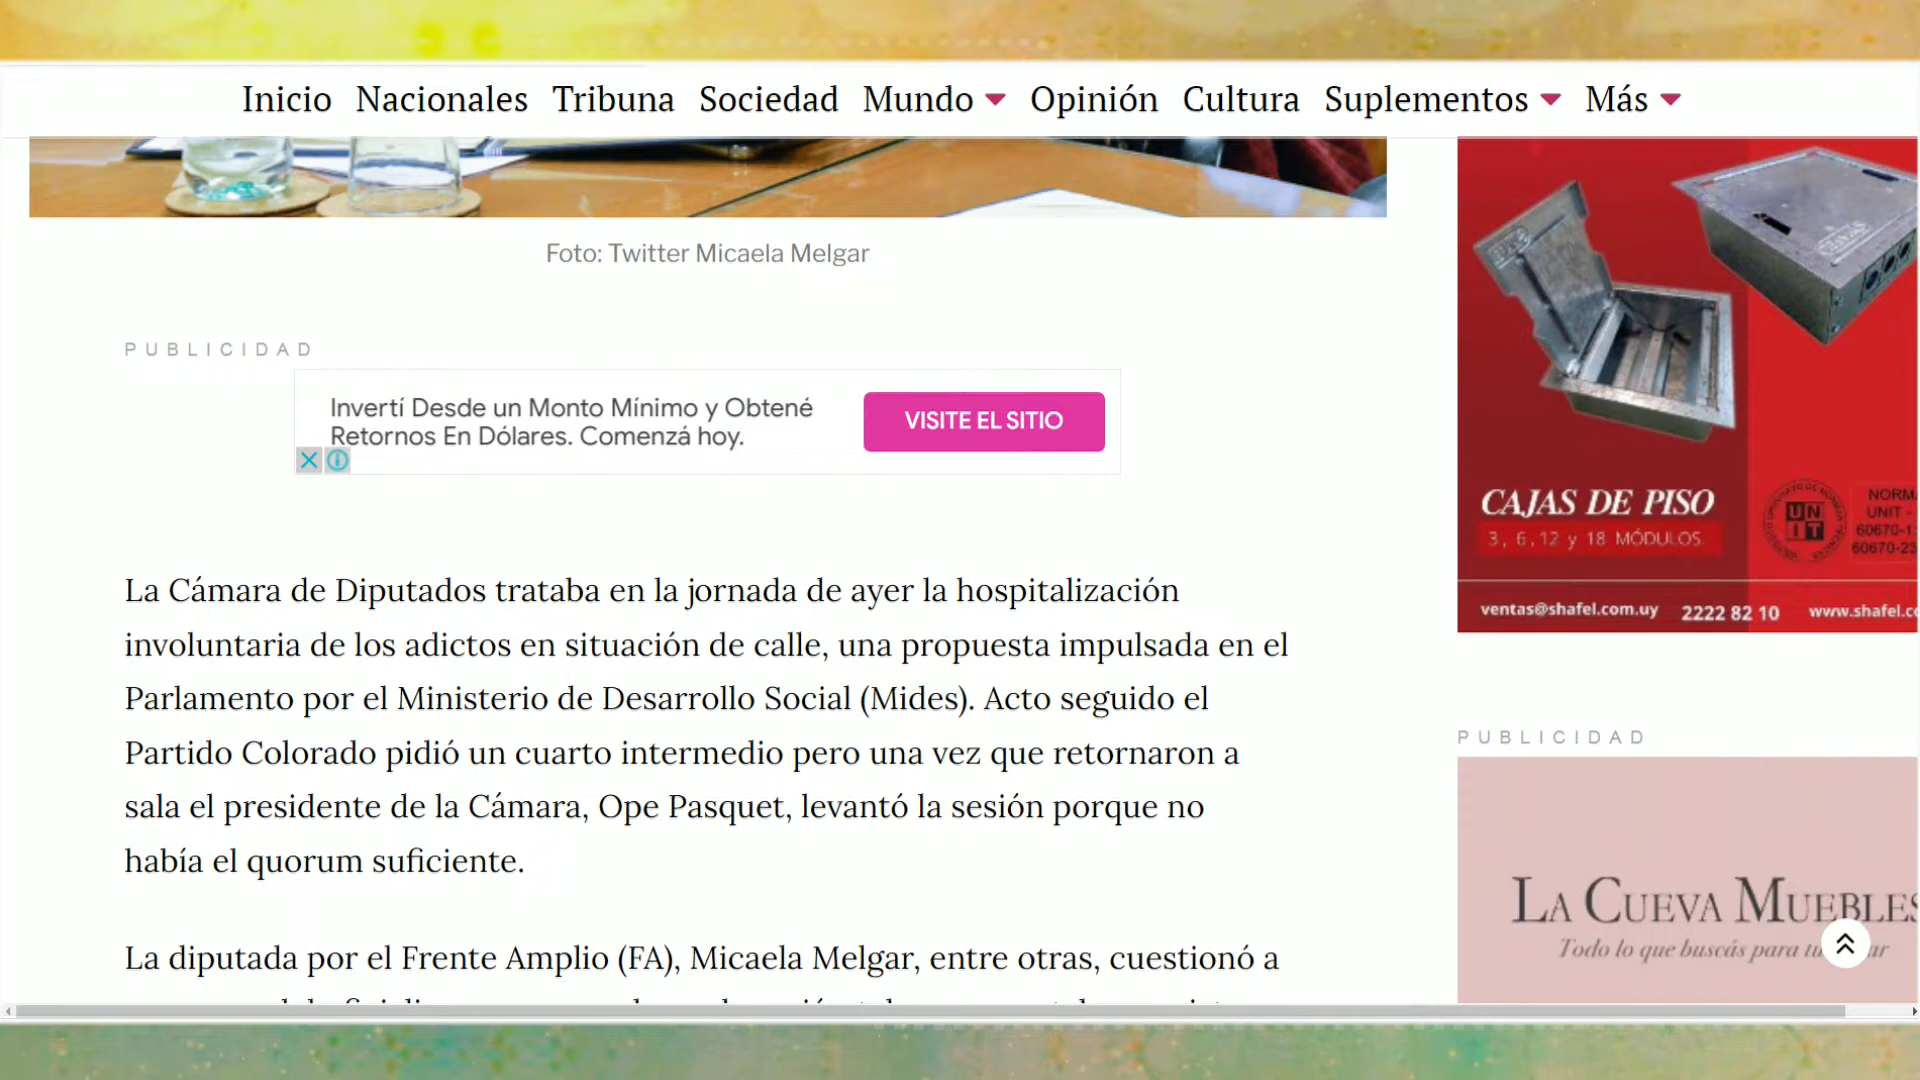 Inicio Nacionales Tribuna Sociedad Mundo Opinión Cultura Suplementos Más
Foto: Twitter Micaela Melgar
PUBLICIDAD
Invertí Desde un Monto Mínimo y Obtené
Retornos En Dólares. Comenzá hoy.
VISITE EL SITIO
La Cámara de Diputados trataba en la jornada de ayer la hospitalización
involuntaria de los adictos en situación de calle, una propuesta impulsada en el
Parlamento por el Ministerio de Desarrollo Social (Mides). Acto seguido el
Partido Colorado pidió un cuarto intermedio pero una vez que retornaron a
sala el presidente de la Cámara, Ope Pasquet, levantó la sesión porque no
había el quorum suficiente.
La diputada por el Frente Amplio (FA), Micaela Melgar, entre otras, cuestionó a
CAJAS DE PISO
3, 6, 12 y 18 MÓDULOS.
UNIT
NORM
UNIT -
60670-1
60670-23
ventas@shafel.com.uy 2222 82 10 www.shafel.c
PUBLICIDAD
LA CUEVA MUEBLES
Todo lo que buscás para tu